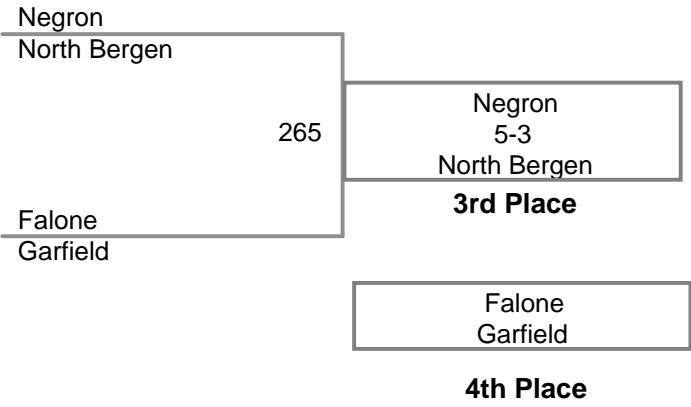 Negron
North Bergen
265
Negron
5-3
North Bergen
3rd Place
Falone
Garfield
Falone
Garfield
4th Place